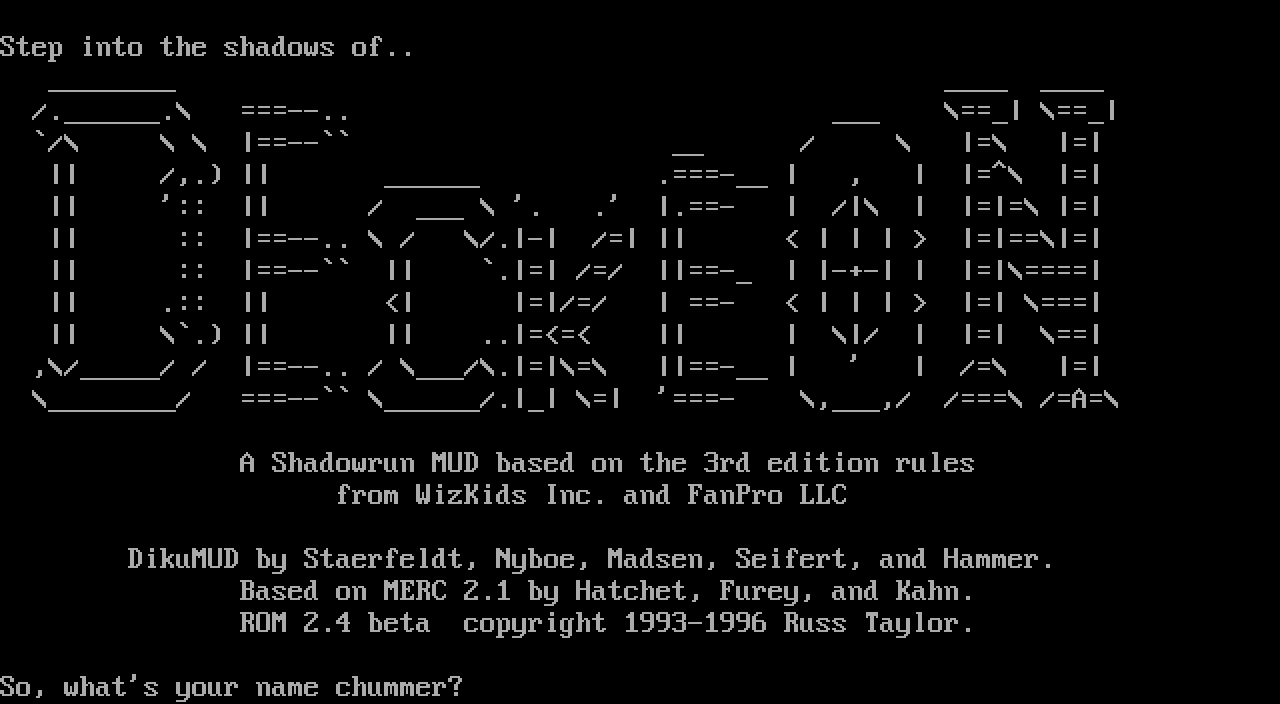 Step into the shadows of..
DEcKEON
A Shadowrun MUD based on the 3rd edition rules
from WizKids Inc. and FanPro LLC
DikuMUD by Staerfeldt, Nyboe, Madsen, Seifert, and Hammer.
Based on MERC 2.1 by Hatchet, Furey, and Kahn.
ROM 2.4 beta  copyright 1993-1996 Russ Taylor.
So, what's your name chummer?